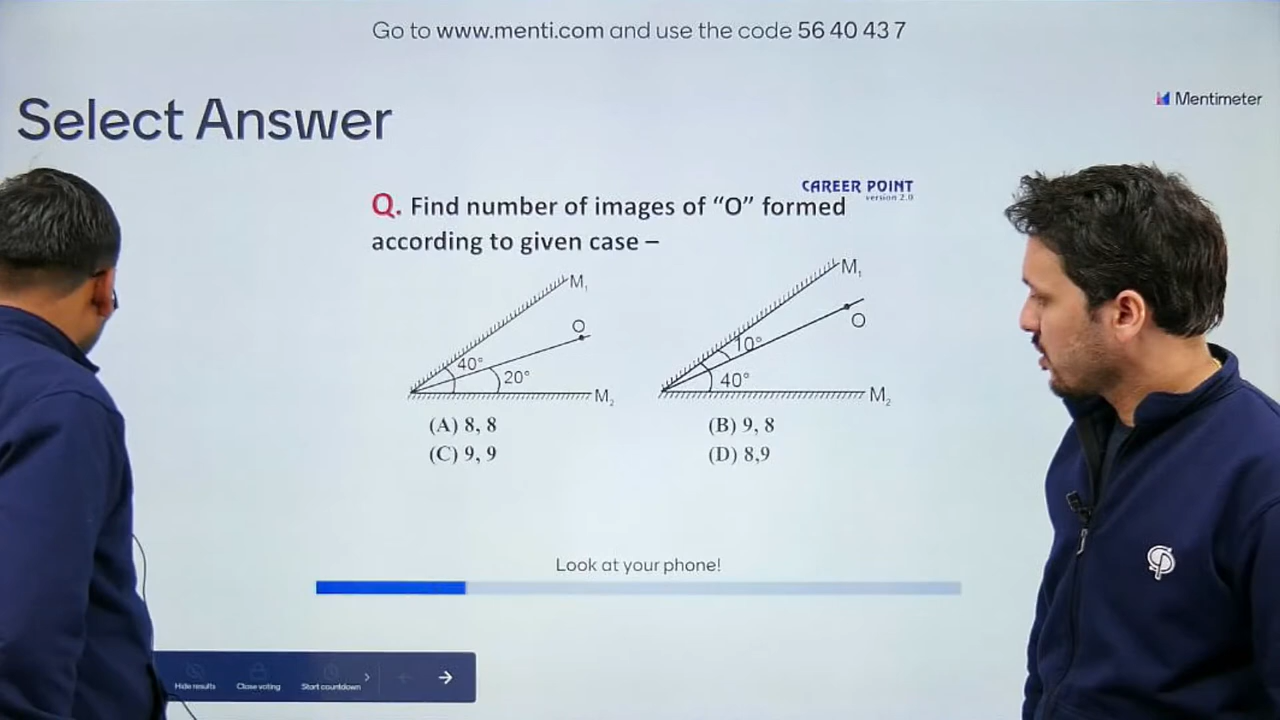 Go to www.menti.com and use the code 56 40 43 7
Select Answer
Mentimeter
CAREER POINT
version 2.0
Q. Find number of images of “O” formed
according to given case –
M₁
O
40°
20°
M₂
M₁
O
10°
40°
M₂
(A) 8, 8
(B) 9, 8
(C) 9, 9
(D) 8,9
Look at your phone!
Hide results
Close voting
Start countdown